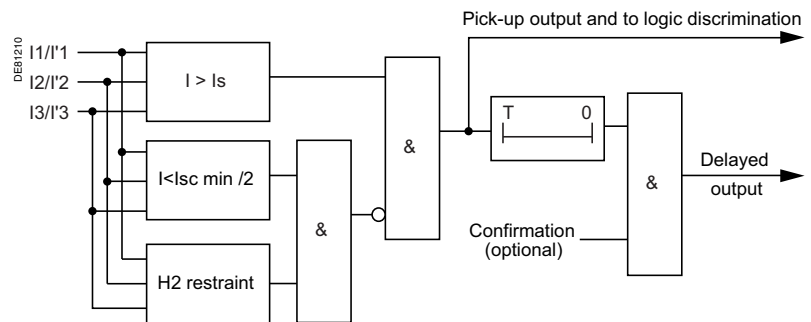 Pick-up output and to logic discrimination
DE81210
I1/I'1
I2/I'2
I3/I'3
I > Is
I<Isc min /2
H2 restraint
&
&
T 0
&
Delayed
output
Confirmation
(optional)